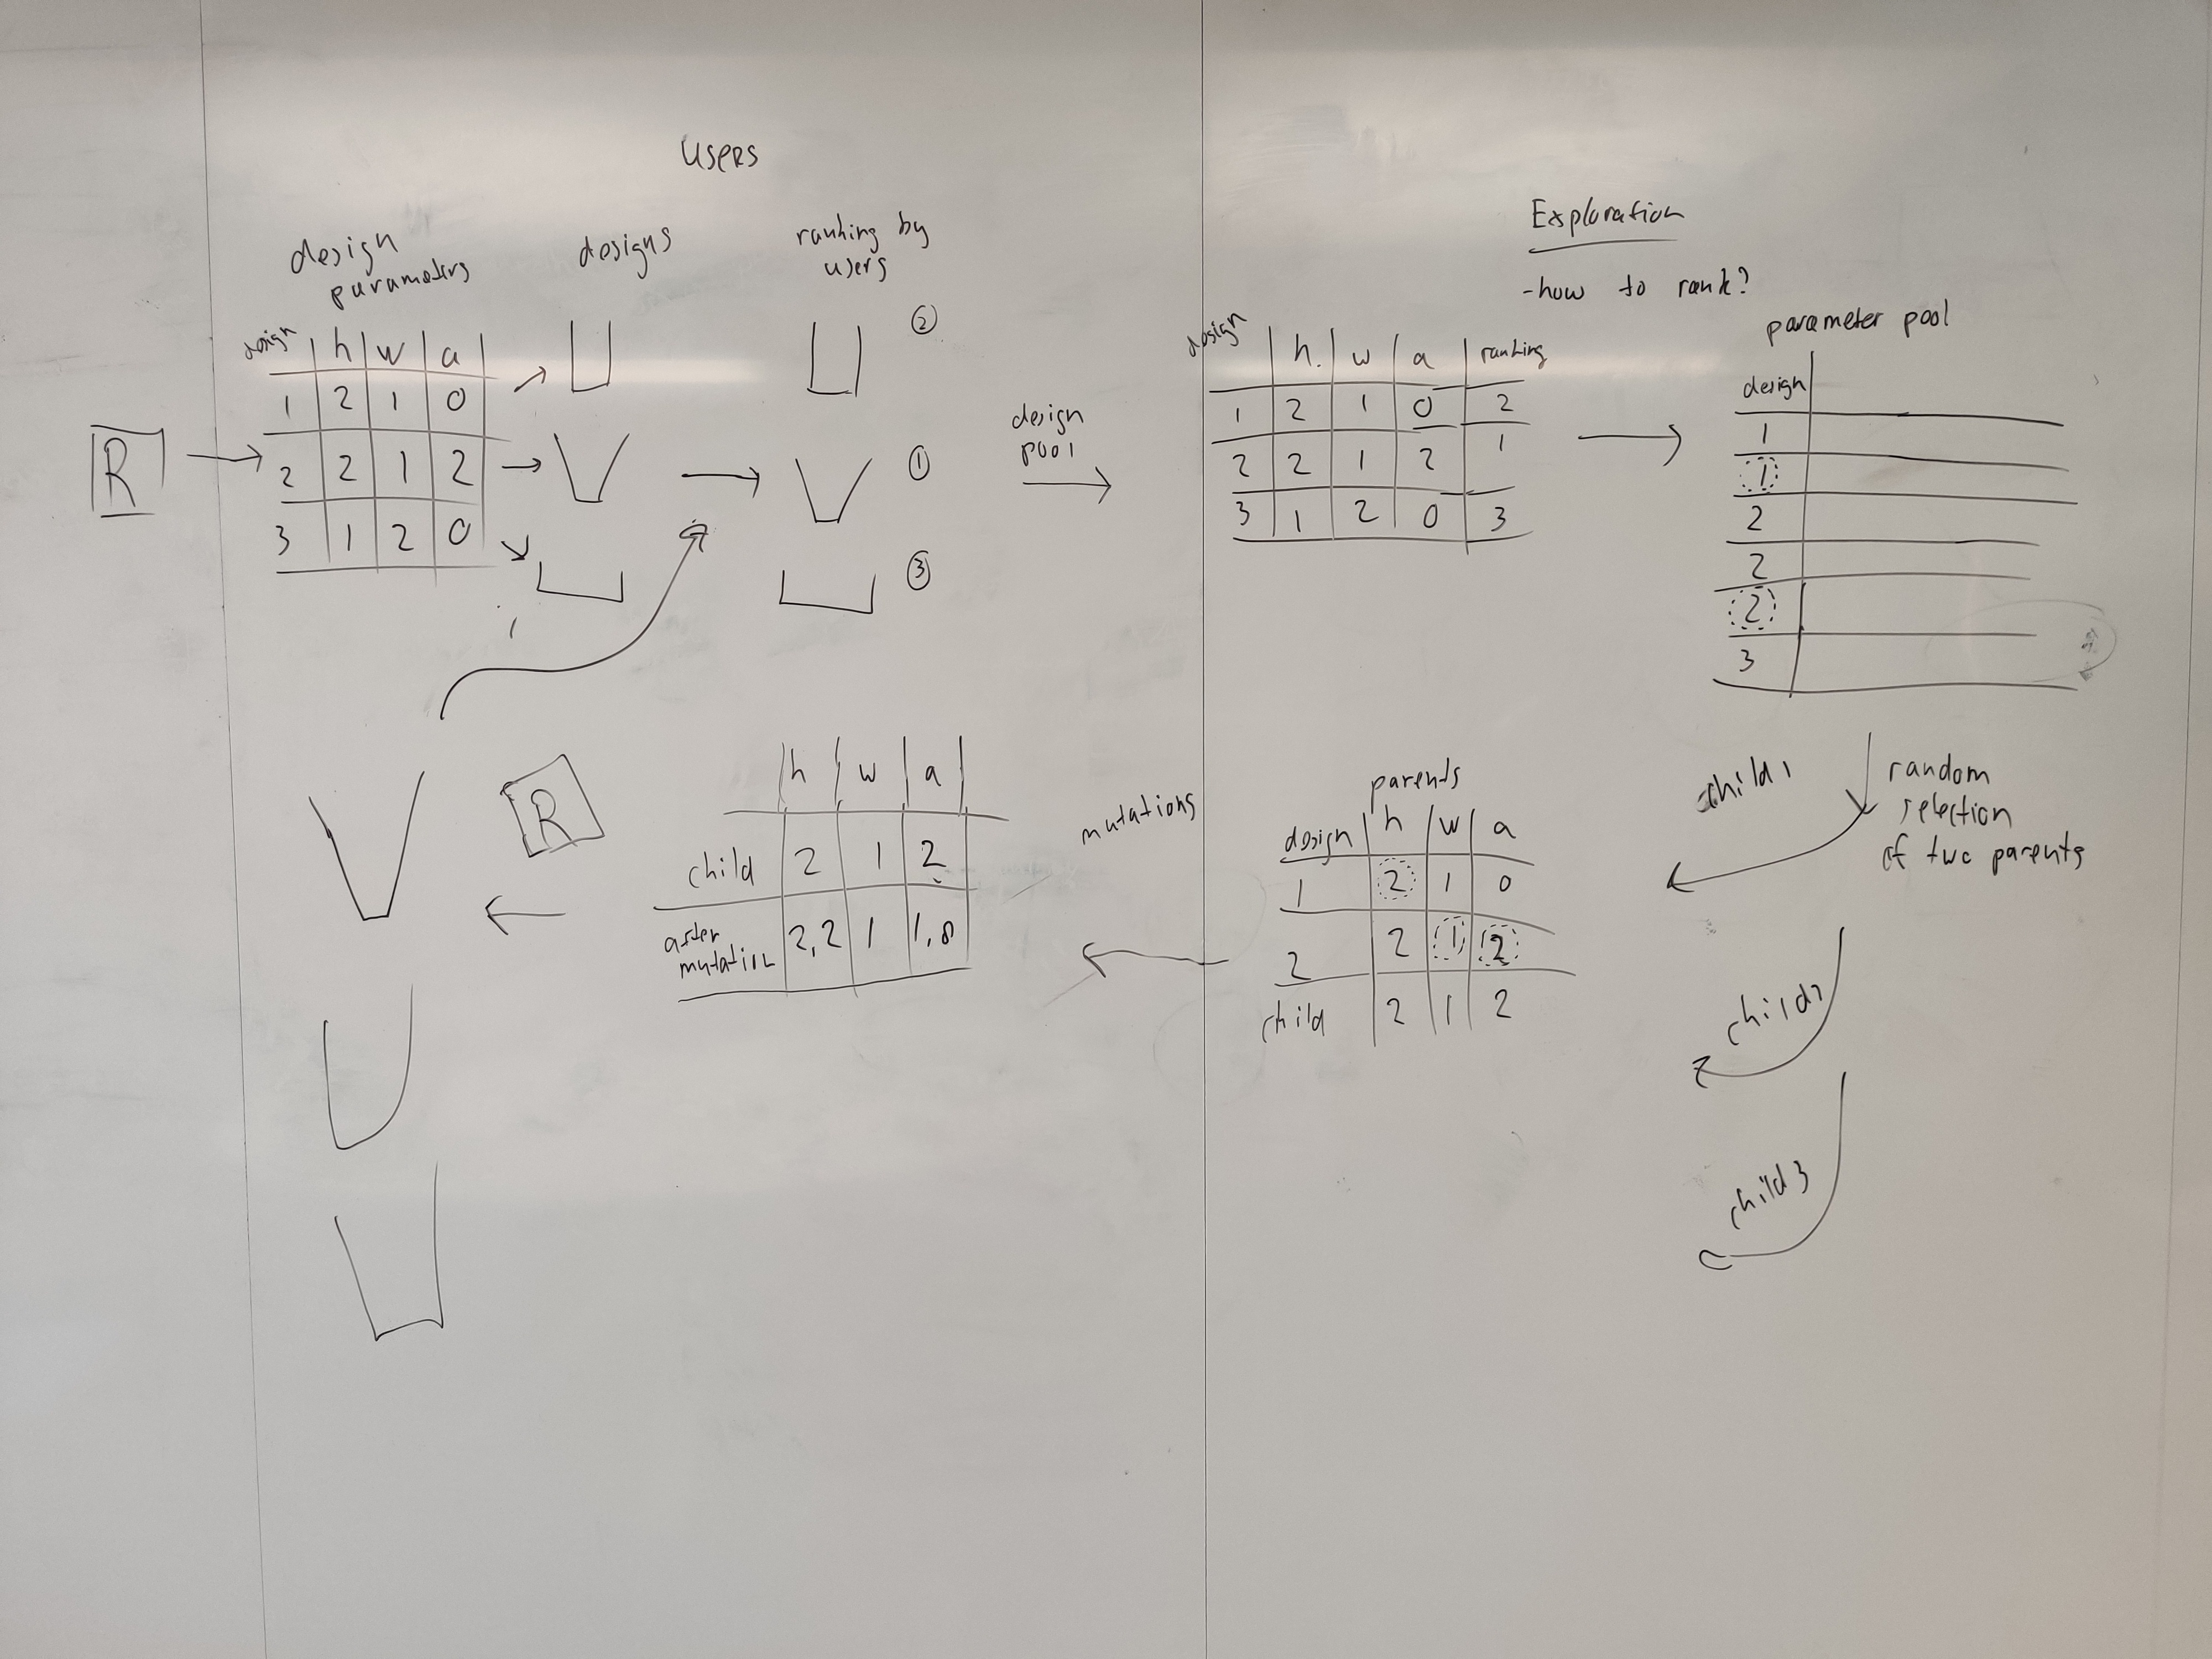 USERS
design
parameters
designs
ranking by
users
design h w a
1 2 1 0
2 2 1 2
3 1 2 0
R
②
①
③
design
pool
Exploration
-how to rank?
design h. w a ranking
1 2 1 0 2
2 2 1 2 1
3 1 2 0 3
parameter pool
design
1
1
2
2
2
3
random
selection
of two parents
child 1
child 2
child 3
parents
design h w a
1 2 1 0
2 2 1 2
child 2 1 2
mutations
h w a
child 2 1 2
after
mutation 2,2 1 1,8
R